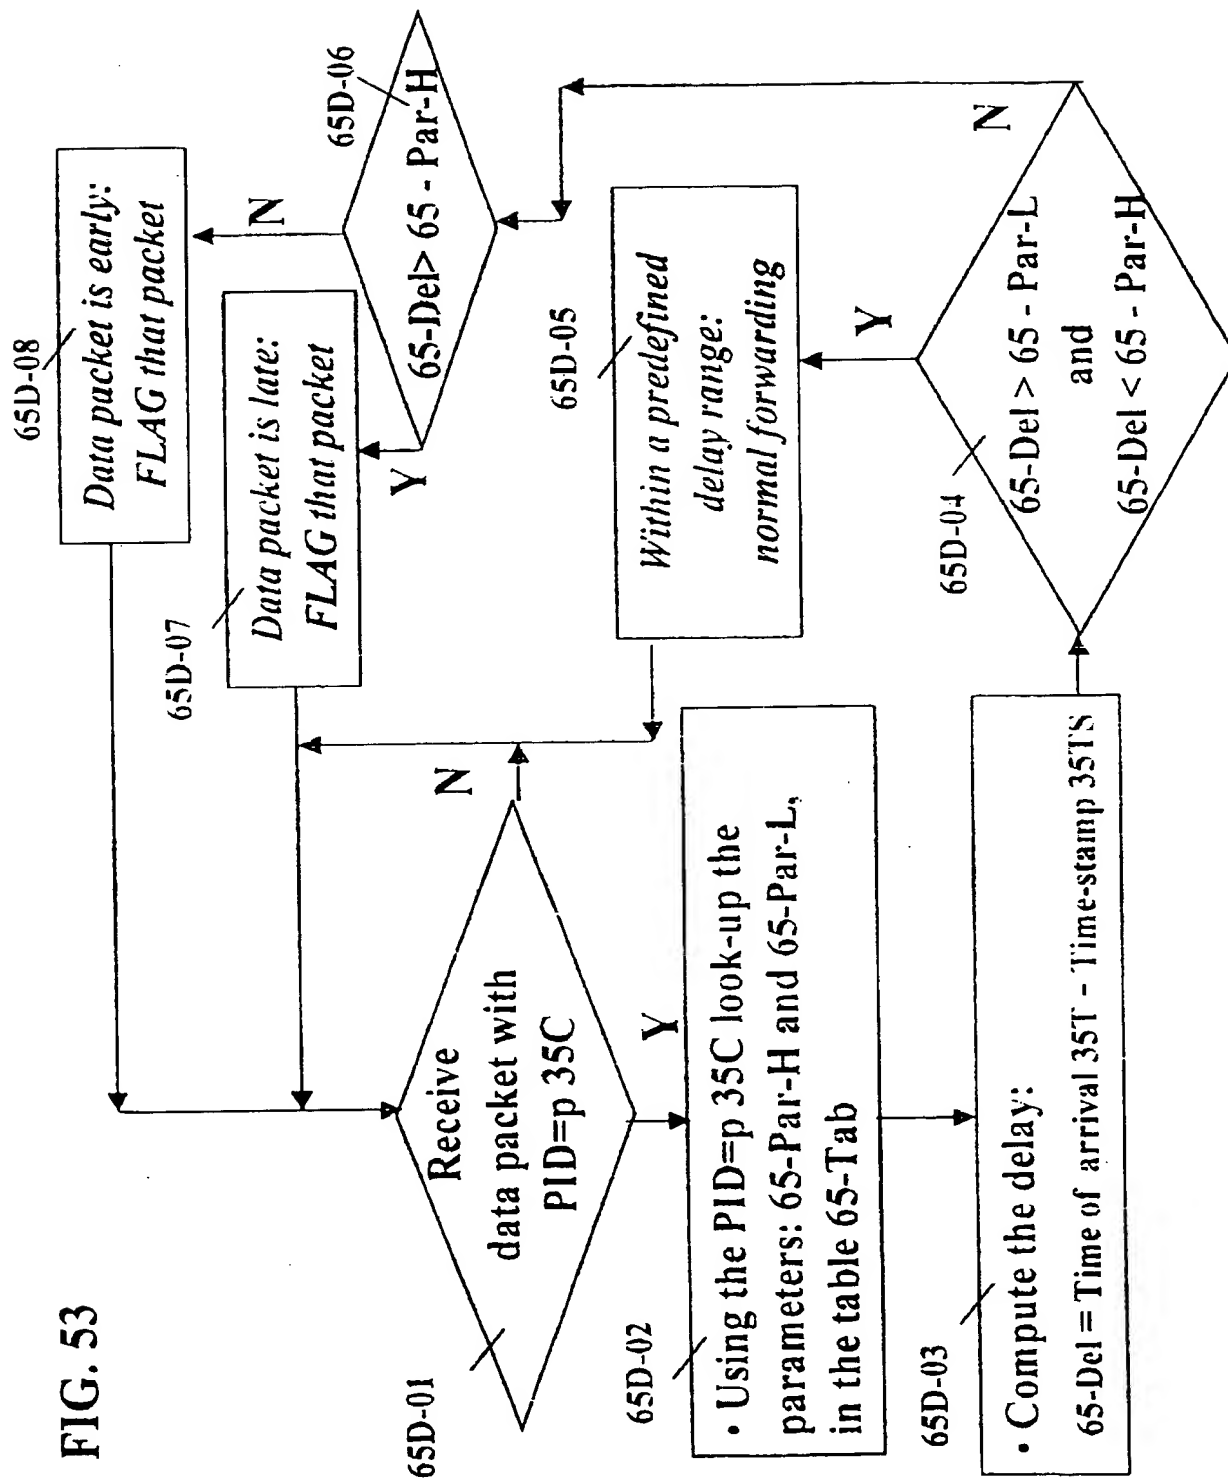 FIG. 53
65D-01
Receive
data packet with
PID=p 35C
N
Y
65D-02
• Using the PID=p 35C look-up the
parameters: 65-Par-H and 65-Par-L,
in the table 65-Tab
65D-03
• Compute the delay:
65-Del = Time of arrival 35T - Time-stamp 35TS
65D-04
65-Del > 65 - Par-L
and
65-Del < 65 - Par-H
Y
N
65D-05
Within a predefined
delay range:
normal forwarding
65D-06
65-Del> 65 - Par-H
Y
N
65D-07
Data packet is late:
FLAG that packet
65D-08
Data packet is early:
FLAG that packet